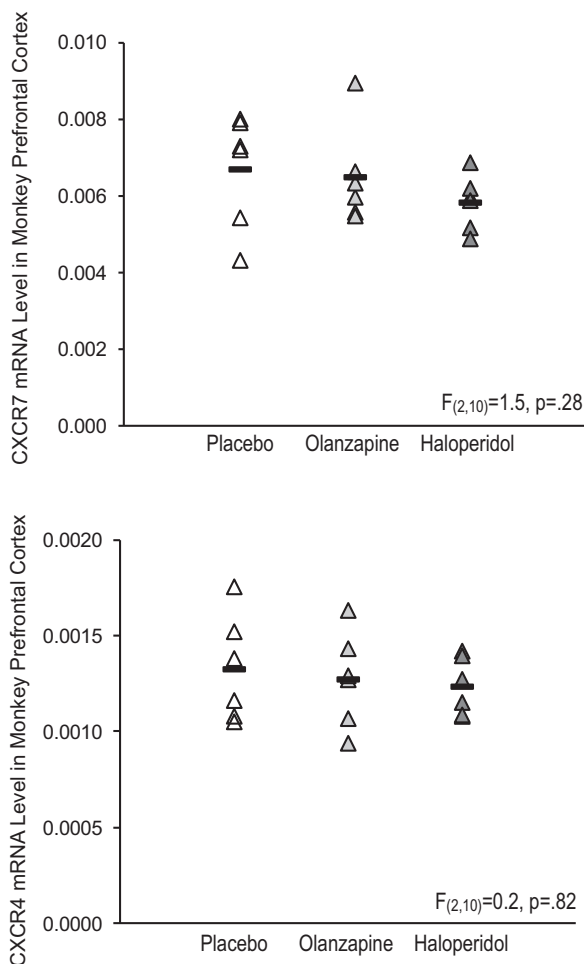 CXCR7 mRNA Level in Monkey Prefrontal Cortex
0.010
0.008
0.006
0.004
0.002
0.000
F(2,10)=1.5, p=.28
Placebo Olanzapine Haloperidol
CXCR4 mRNA Level in Monkey Prefrontal Cortex
0.0020
0.0015
0.0010
0.0005
0.0000
F(2,10)=0.2, p=.82
Placebo Olanzapine Haloperidol